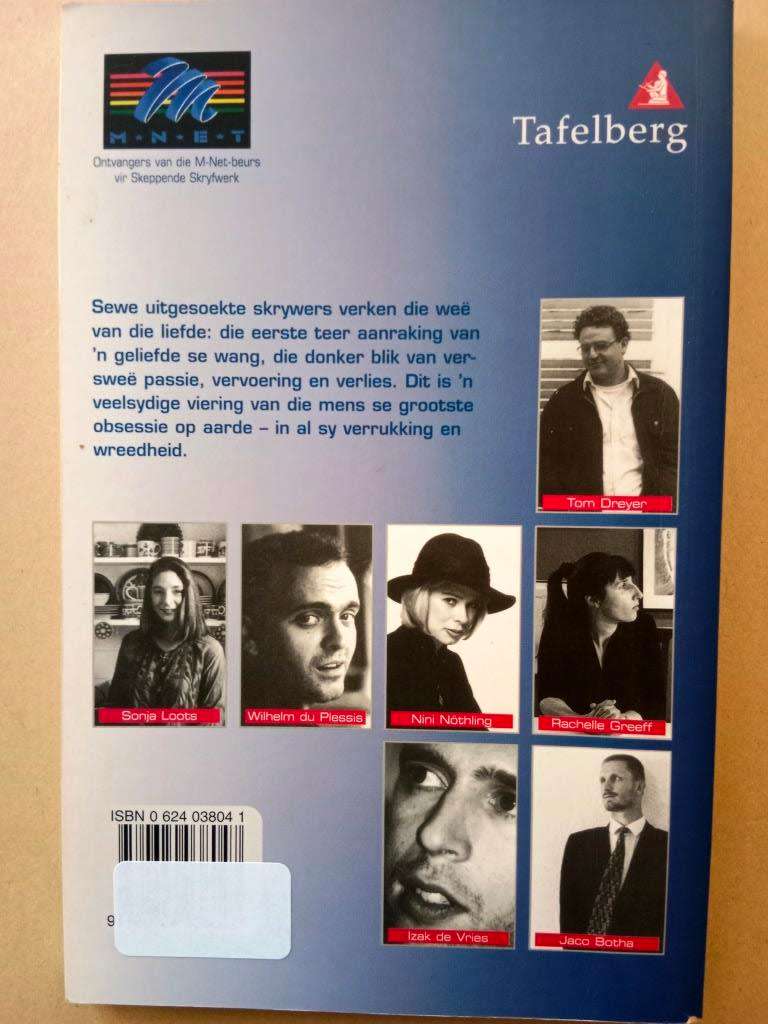 M★N★E★T
Ontvangers van die M-Net-beurs
vir Skeppende Skryfwerk
Tafelberg
Sewe uitgesoekte skrywers verken die weë
van die liefde: die eerste teer aanraking van
'n geliefde se wang, die donker blik van ver-
sweë passie, vervoering en verlies. Dit is 'n
veelsydige viering van die mens se grootste
obsessie op aarde – in al sy verrukking en
wreedheid.
Tom Dreyer
Sonja Loots
Wilhelm du Plessis
Nini Nöthling
Rachelle Greeff
Izak de Vries
Jaco Botha
ISBN 0 624 03804 1
9